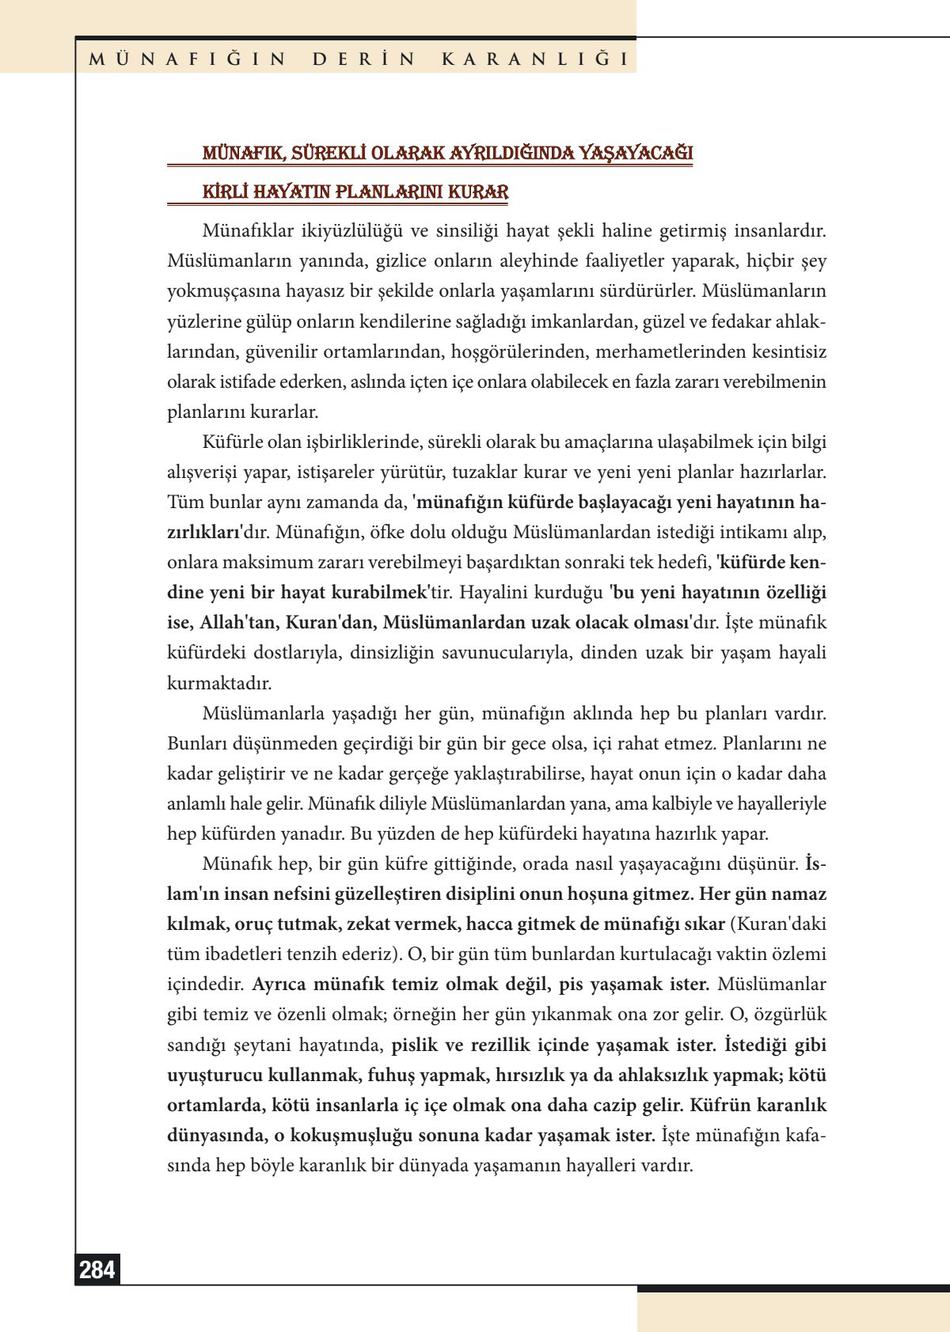 MÜNAFIĞIN DERİN KARANLIĞI
MÜNAFIK, SÜREKLİ OLARAK AYRILDIĞINDA YAŞAYACAĞI
KİRLİ HAYATIN PLANLARINI KURAR
Münafıklar ikiyüzlülüğü ve sinsiliği hayat şekli haline getirmiş insanlardır.
Müslümanların yanında, gizlice onların aleyhinde faaliyetler yaparak, hiçbir şey
yokmuşçasına hayasız bir şekilde onlarla yaşamlarını sürdürürler. Müslümanların
yüzlerine gülüp onların kendilerine sağladığı imkanlardan, güzel ve fedakar ahlak-
larından, güvenilir ortamlarından, hoşgörülerinden, merhametlerinden kesintisiz
olarak istifade ederken, aslında içten içe onlara olabilecek en fazla zararı verebilmenin
planlarını kurarlar.
Küfürle olan işbirliklerinde, sürekli olarak bu amaçlarına ulaşabilmek için bilgi
alışverişi yapar, istişareler yürütür, tuzaklar kurar ve yeni yeni planlar hazırlarlar.
Tüm bunlar aynı zamanda da, 'münafığın küfürde başlayacağı yeni hayatının ha-
zırlıkları'dır. Münafığın, öfke dolu olduğu Müslümanlardan istediği intikamı alıp,
onlara maksimum zararı verebilmeyi başardıktan sonraki tek hedefi, 'küfürde ken-
dine yeni bir hayat kurabilmek'tir. Hayalini kurduğu 'bu yeni hayatının özelliği
ise, Allah'tan, Kuran'dan, Müslümanlardan uzak olacak olması'dır. İşte münafık
küfürdeki dostlarıyla, dinsizliğin savunucularıyla, dinden uzak bir yaşam hayali
kurmaktadır.
Müslümanlarla yaşadığı her gün, münafığın aklında hep bu planları vardır.
Bunları düşünmeden geçirdiği bir gün bir gece olsa, içi rahat etmez. Planlarını ne
kadar geliştirir ve ne kadar gerçeğe yaklaştırabilirse, hayat onun için o kadar daha
anlamlı hale gelir. Münafık diliyle Müslümanlardan yana, ama kalbiyle ve hayalleriyle
hep küfürden yanadır. Bu yüzden de hep küfürdeki hayatına hazırlık yapar.
Münafık hep, bir gün küfre gittiğinde, orada nasıl yaşayacağını düşünür. İs-
lam'ın insan nefsini güzelleştiren disiplini onun hoşuna gitmez. Her gün namaz
kılmak, oruç tutmak, zekat vermek, hacca gitmek de münafığı sıkar (Kuran'daki
tüm ibadetleri tenzih ederiz). O, bir gün tüm bunlardan kurtulacağı vaktin özlemi
içindedir. Ayrıca münafık temiz olmak değil, pis yaşamak ister. Müslümanlar
gibi temiz ve özenli olmak; örneğin her gün yıkanmak ona zor gelir. O, özgürlük
sandığı şeytani hayatında, pislik ve rezillik içinde yaşamak ister. İstediği gibi
uyuşturucu kullanmak, fuhuş yapmak, hırsızlık ya da ahlaksızlık yapmak; kötü
ortamlarda, kötü insanlarla iç içe olmak ona daha cazip gelir. Küfrün karanlık
dünyasında, o kokuşmuşluğu sonuna kadar yaşamak ister. İşte münafığın kafa-
sında hep böyle karanlık bir dünyada yaşamanın hayalleri vardır.
284